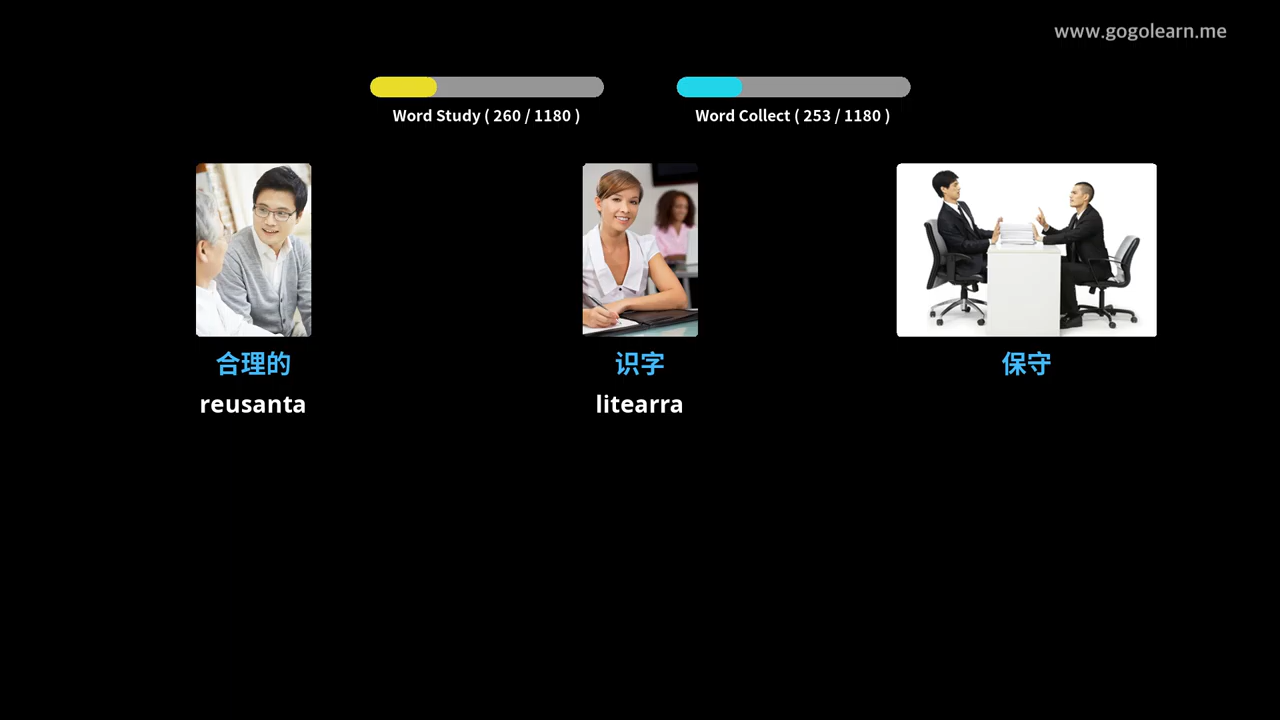 www.gogolearn.me
Word Study ( 260 / 1180 )
Word Collect ( 253 / 1180 )
合理的
识字
保守
reusanta
litearra